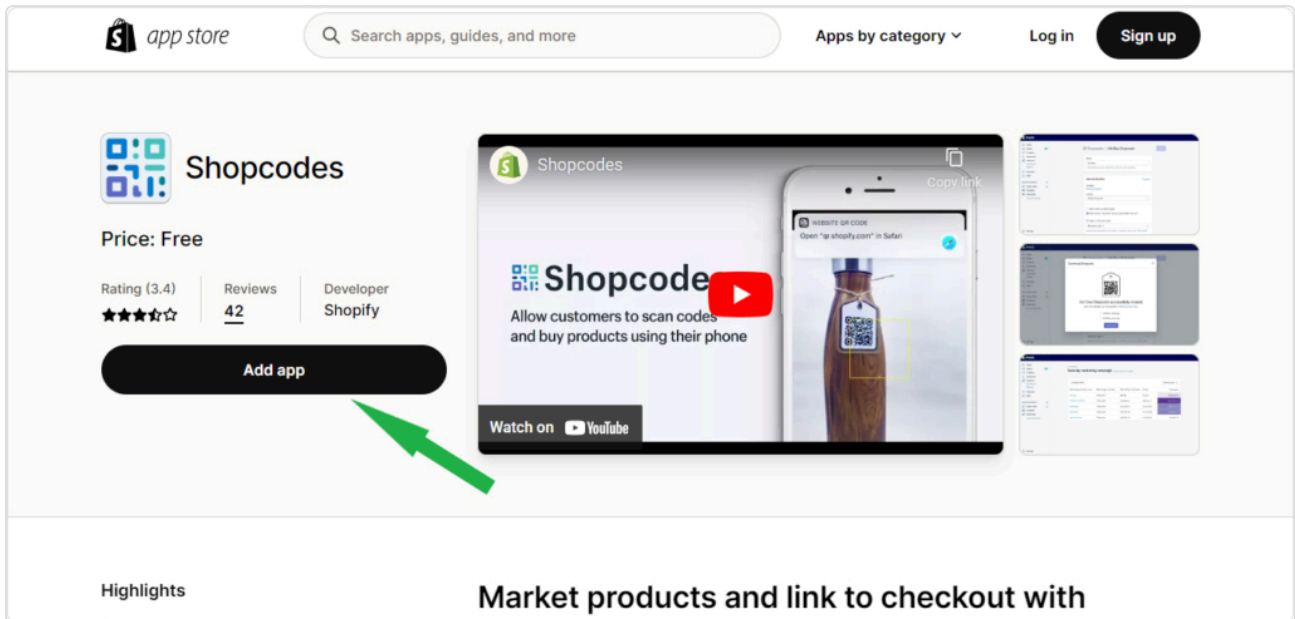 app store
Search apps, guides, and more
Apps by category
Log in
Sign up
Shopcodes
Price: Free
Rating (3.4)
Reviews
42
Developer
Shopify
Add app
Shopcodes
Copy link
Shopcode
Allow customers to scan codes
and buy products using their phone
WEBSITE QR CODE
Open "qr.shopify.com" in Safari
Watch on YouTube
Highlights
Market products and link to checkout with